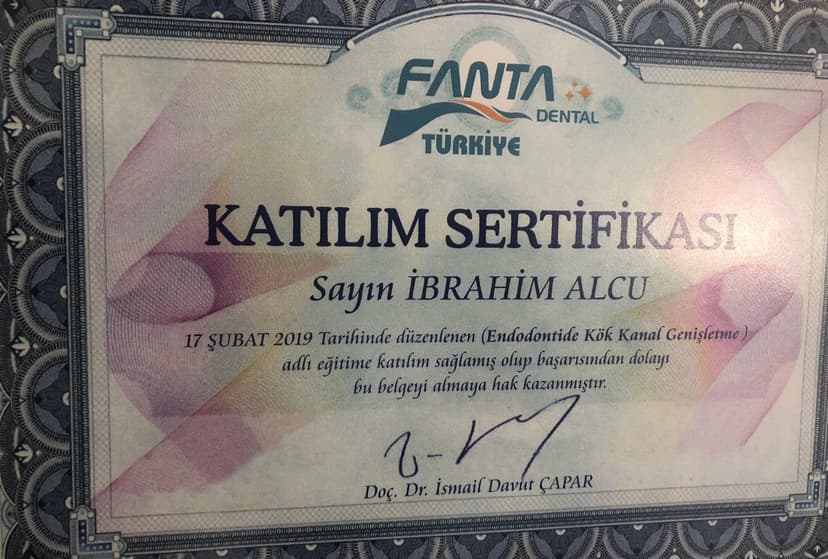 FANTA
DENTAL
TÜRKİYE
KATILIM SERTİFİKASI
Sayın İBRAHİM ALCU
17 ŞUBAT 2019 Tarihinde düzenlenen (Endodontide Kök Kanal Genişletme)
adlı eğitime katılım sağlamış olup başarısından dolayı
bu belgeyi almaya hak kazanmıştır.
Doç. Dr. İsmail Davut ÇAPAR